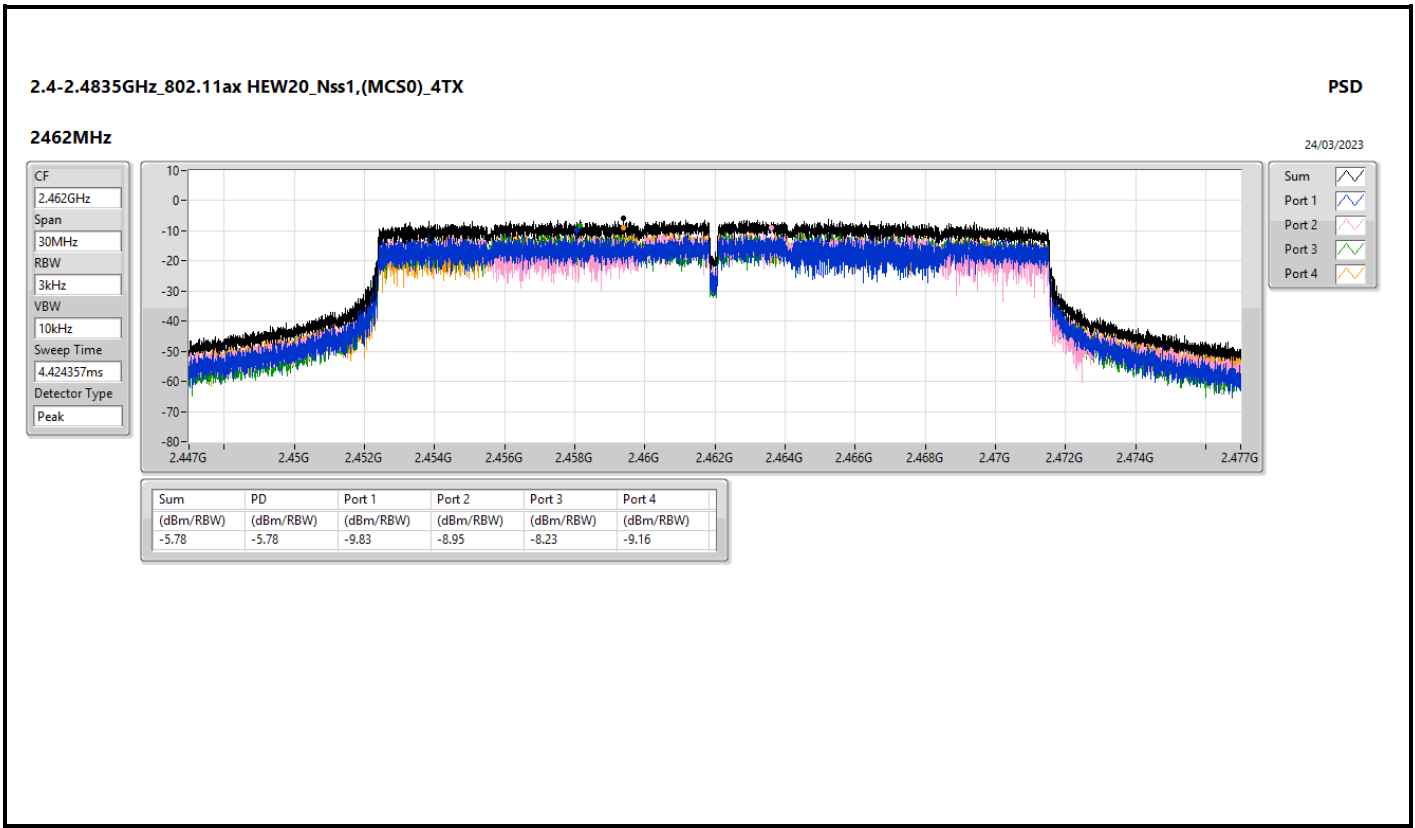 2.4-2.4835GHz_802.11ax HEW20_Nss1,(MCS0)_4TX
PSD
2462MHz
24/03/2023
CF
2.462GHz
Span
30MHz
RBW
3kHz
VBW
10kHz
Sweep Time
4.424357ms
Detector Type
Peak
10
0
-10
-20
-30
-40
-50
-60
-70
-80
2.447G 2.45G 2.452G 2.454G 2.456G 2.458G 2.46G 2.462G 2.464G 2.466G 2.468G 2.47G 2.472G 2.474G 2.477G
Sum
Port 1
Port 2
Port 3
Port 4
Sum PD Port 1 Port 2 Port 3 Port 4
(dBm/RBW) (dBm/RBW) (dBm/RBW) (dBm/RBW) (dBm/RBW) (dBm/RBW)
-5.78 -5.78 -9.83 -8.95 -8.23 -9.16